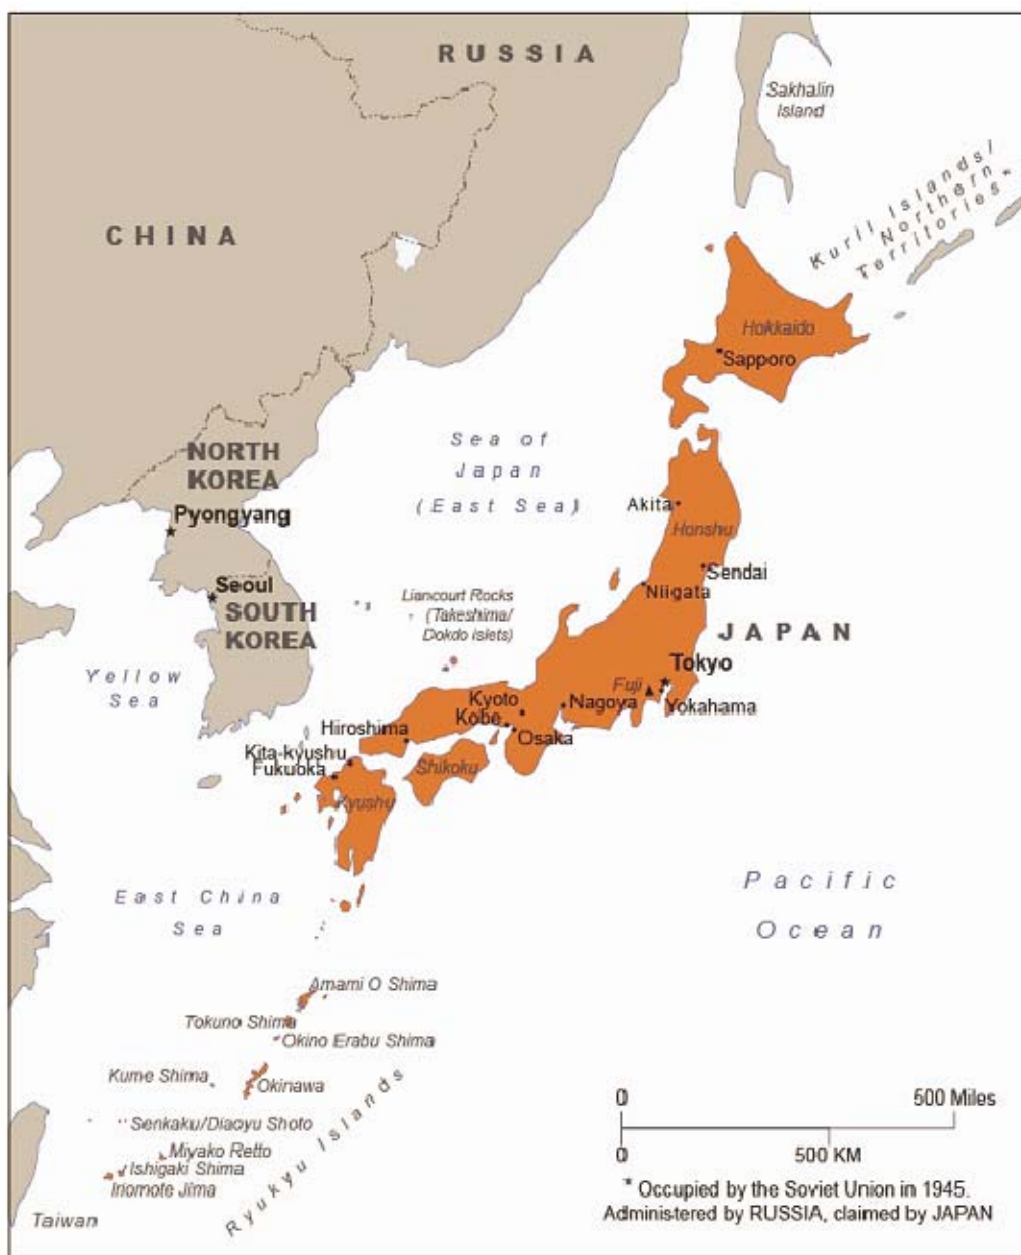 RUSSIA
Sakhalin
Island
Kuril Islands/
Northern
Territories*
CHINA
Hokkaido
Sapporo
NORTH
KOREA
Pyongyang
Sea of
Japan
(East Sea)
Akita
Honshu
Sendai
Niigata
Seoul
SOUTH
KOREA
Liancourt Rocks
(Takeshima/
Dokdo islets)
JAPAN
Tokyo
Yellow
Sea
Fuji
Yokahama
Nagoya
Kyoto
Kōbe
Osaka
Hiroshima
Kita-kyushu
Fukuoka
Shikoku
Kyushu
East China
Sea
Pacific
Ocean
Amami O Shima
Tokuno Shima
Okino Erabu Shima
Kume Shima
Okinawa
Senkaku/Diaoyu Shoto
Miyako Retto
Ishigaki Shima
Iriomote Jima
Ryukyu Islands
Taiwan
0 500 Miles
0 500 KM
* Occupied by the Soviet Union in 1945.
Administered by RUSSIA, claimed by JAPAN